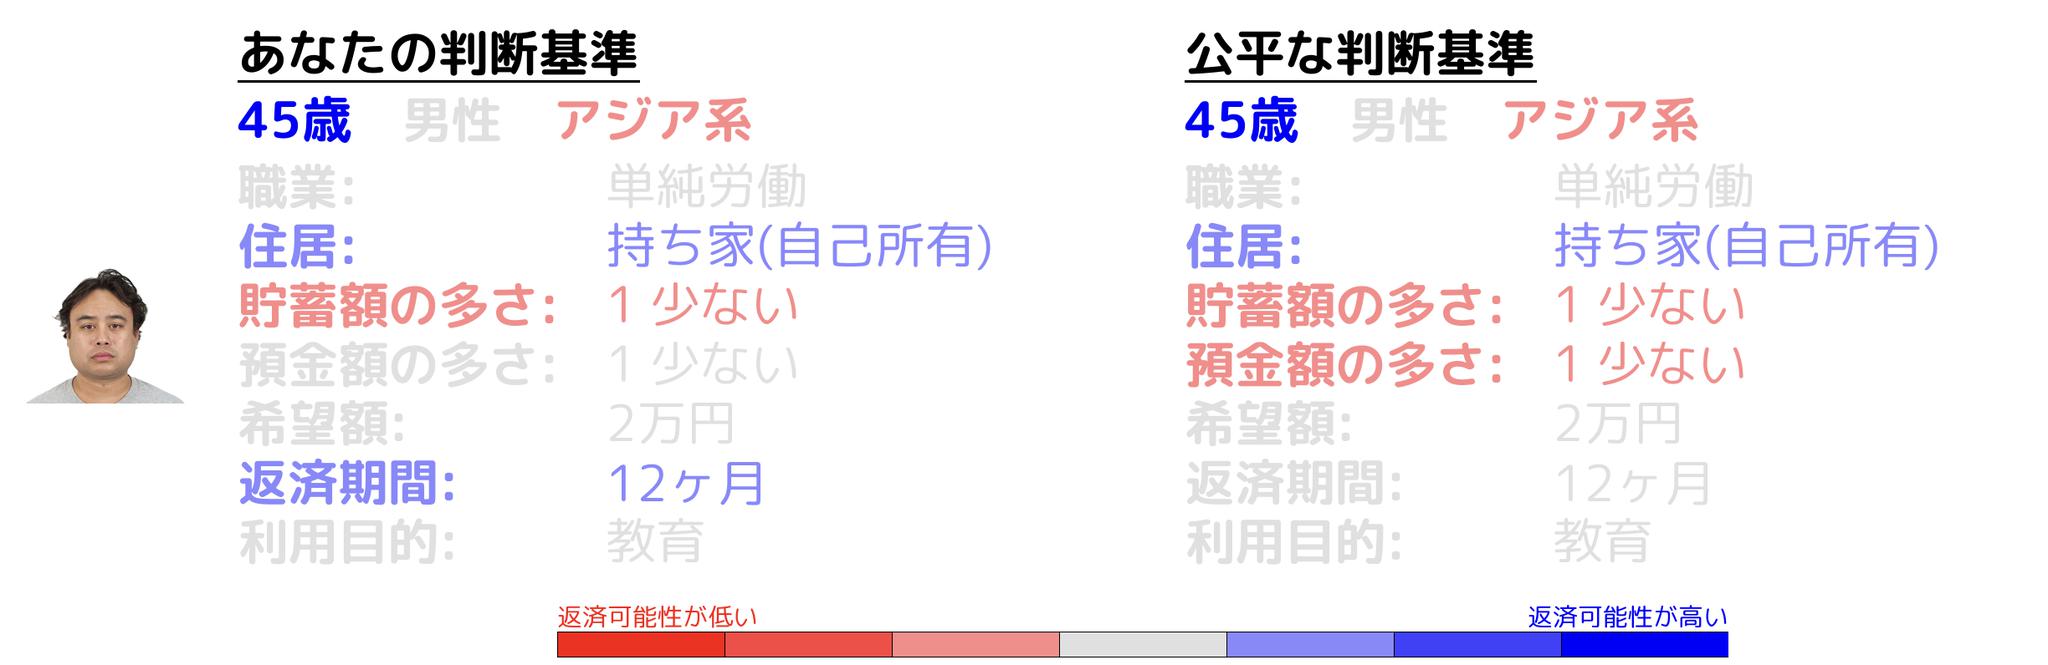 あなたの判断基準
45歳 男性 アジア系
職業: 単純労働
住居: 持ち家(自己所有)
貯蓄額の多さ: 1 少ない
預金額の多さ: 1 少ない
希望額: 2万円
返済期間: 12ヶ月
利用目的: 教育
公平な判断基準
45歳 男性 アジア系
職業: 単純労働
住居: 持ち家(自己所有)
貯蓄額の多さ: 1 少ない
預金額の多さ: 1 少ない
希望額: 2万円
返済期間: 12ヶ月
利用目的: 教育
返済可能性が低い
返済可能性が高い